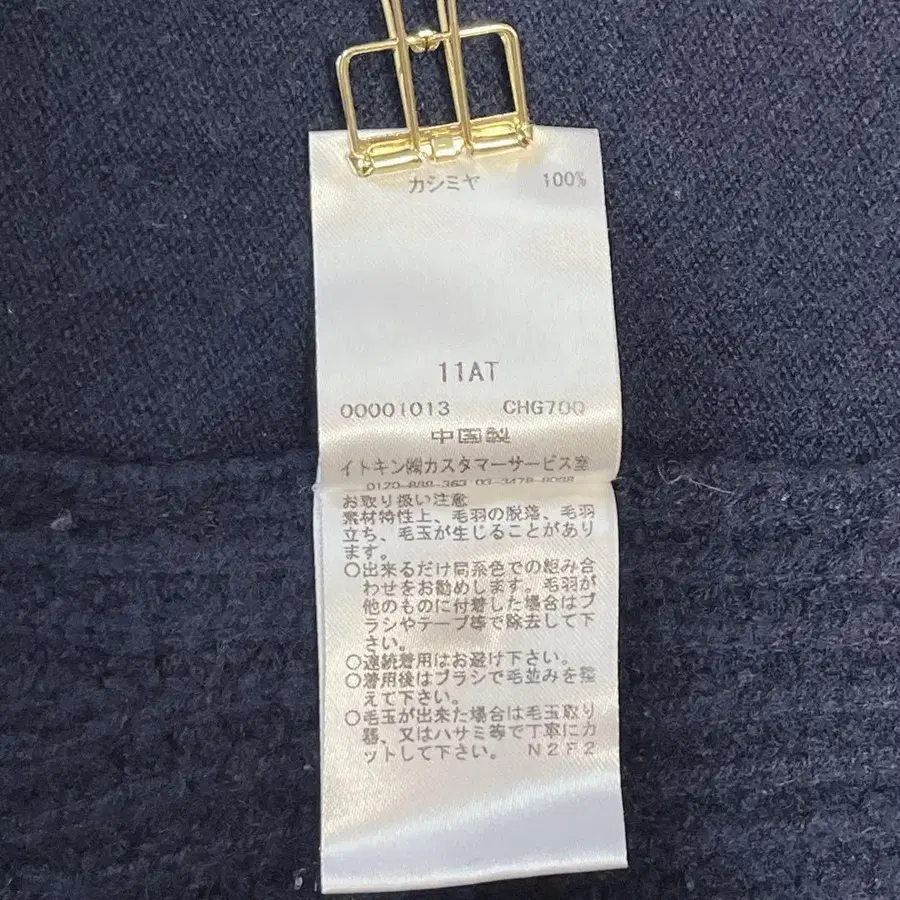 カシミヤ 100%
11AT
00001013 CHG70Q
中国製
イトキン㈱カスタマーサービス室
0120-888-363 03-3478-8088
お取り扱い注意
素材特性上、毛羽の脱落、毛羽
立ち、毛玉が生じることがあり
ます。
○出来るだけ同系色での組み合
わせをお勧めします。毛羽が
他のものに付着した場合はブ
ラシやテープ等で除去して下
さい。
○連続着用はお避け下さい。
○着用後はブラシで毛並みを整
えて下さい。
○毛玉が出来た場合は毛玉取り
器、又はハサミ等で丁寧にカ
ットして下さい。 N2F2